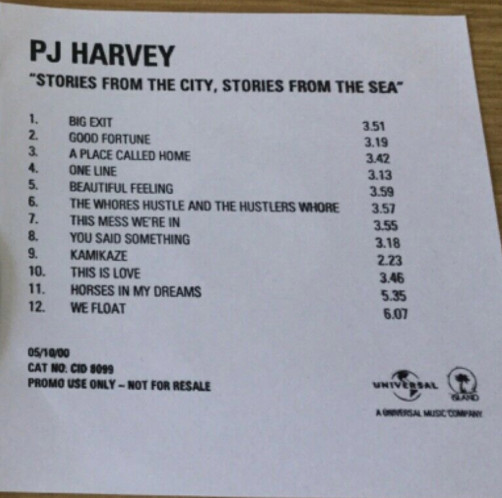 PJ HARVEY
"STORIES FROM THE CITY, STORIES FROM THE SEA"
1. BIG EXIT 3.51
2. GOOD FORTUNE 3.19
3. A PLACE CALLED HOME 3.42
4. ONE LINE 3.13
5. BEAUTIFUL FEELING 3.59
6. THE WHORES HUSTLE AND THE HUSTLERS WHORE 3.57
7. THIS MESS WE'RE IN 3.55
8. YOU SAID SOMETHING 3.18
9. KAMIKAZE 2.23
10. THIS IS LOVE 3.46
11. HORSES IN MY DREAMS 5.35
12. WE FLOAT 6.07
05/10/00
CAT NO: CID 8099
PROMO USE ONLY – NOT FOR RESALE
UNIVERSAL ISLAND
A UNIVERSAL MUSIC COMPANY